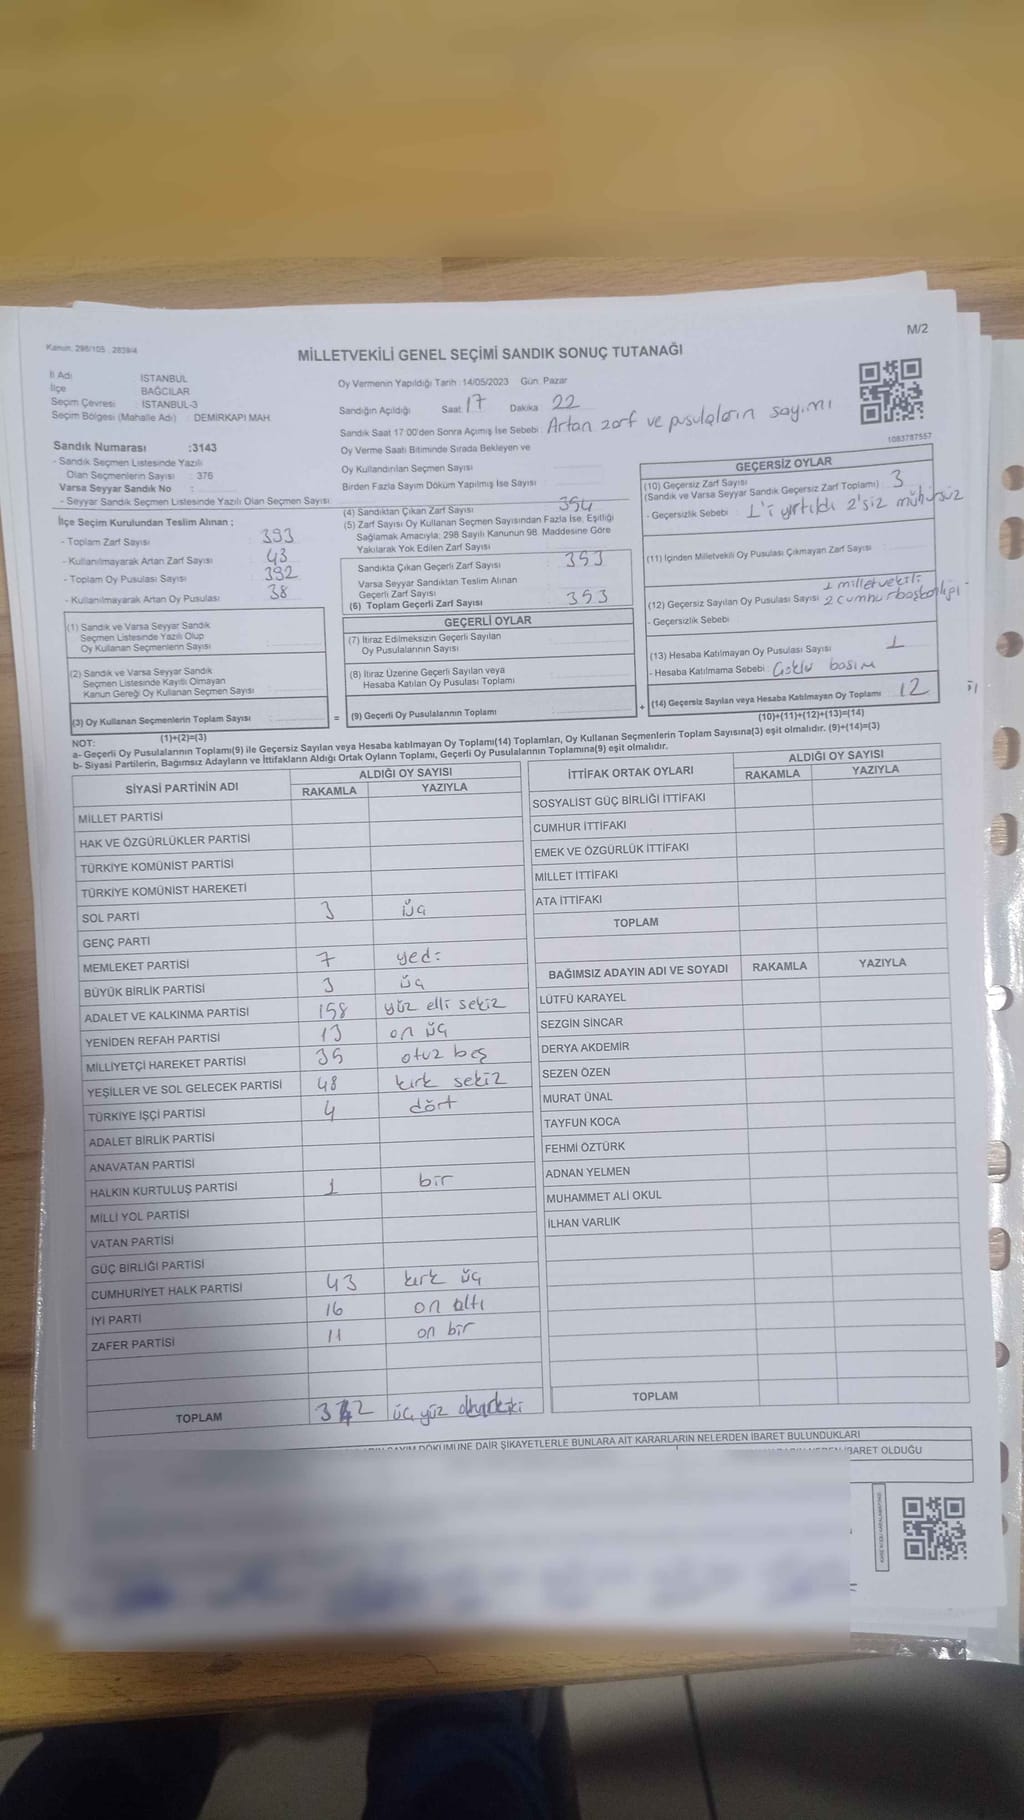 M/2
Kanun: 298/105 , 2839/4
MİLLETVEKİLİ GENEL SEÇİMİ SANDIK SONUÇ TUTANAĞI
İl Adı : İSTANBUL
İlçe : BAĞCILAR
Seçim Çevresi : İSTANBUL-3
Seçim Bölgesi (Mahalle Adı) : DEMİRKAPI MAH
Oy Vermenin Yapıldığı Tarih : 14/05/2023 Gün: Pazar
Sandığın Açıldığı Saat: 17 Dakika 22
Sandık Saat 17:00'den Sonra Açımış İse Sebebi : Artan zarf ve pusulaların sayımı
1083787557
Sandık Numarası :3143
- Sandık Seçmen Listesinde Yazılı
Olan Seçmenlerin Sayısı : 376
Varsa Seyyar Sandık No :
- Seyyar Sandık Seçmen Listesinde Yazılı Olan Seçmen Sayısı:
Oy Verme Saati Bitiminde Sırada Bekleyen ve
Oy Kullandırılan Seçmen Sayısı
Birden Fazla Sayım Döküm Yapılmış İse Sayısı
İlçe Seçim Kurulundan Teslim Alınan ;
- Toplam Zarf Sayısı : 393
- Kullanılmayarak Artan Zarf Sayısı : 43
- Toplam Oy Pusulası Sayısı : 392
- Kullanılmayarak Artan Oy Pusulası : 38
(4) Sandıktan Çıkan Zarf Sayısı 354
(5) Zarf Sayısı Oy Kullanan Seçmen Sayısından Fazla İse, Eşitliği
Sağlamak Amacıyla; 298 Sayılı Kanunun 98. Maddesine Göre
Yakılarak Yok Edilen Zarf Sayısı
Sandıkta Çıkan Geçerli Zarf Sayısı : 353
Varsa Seyyar Sandıktan Teslim Alınan
Geçerli Zarf Sayısı
(6) Toplam Geçerli Zarf Sayısı : 353
GEÇERSİZ OYLAR
(10) Geçersiz Zarf Sayısı 3
(Sandık ve Varsa Seyyar Sandık Geçersiz Zarf Toplamı)
- Geçersizlik Sebebi : 1'i yırtıldı 2'siz mühürsüz
(11) İçinden Milletvekili Oy Pusulası Çıkmayan Zarf Sayısı :
1 milletvekili
(12) Geçersiz Sayılan Oy Pusulası Sayısı : 2 cumhurbaşkanlığı
- Geçersizlik Sebebi
(13) Hesaba Katılmayan Oy Pusulası Sayısı 1
- Hesaba Katılmama Sebebi : Çoklu basım
(14) Geçersiz Sayılan veya Hesaba Katılmayan Oy Toplamı 12
(10)+(11)+(12)+(13)=(14)
(1) Sandık ve Varsa Seyyar Sandık
Seçmen Listesinde Yazılı Olup
Oy Kullanan Seçmenlerin Sayısı :
(2) Sandık ve Varsa Seyyar Sandık
Seçmen Listesinde Kayıtlı Olmayan
Kanun Gereği Oy Kullanan Seçmen Sayısı :
(3) Oy Kullanan Seçmenlerin Toplam Sayısı
(1)+(2)=(3)
=
GEÇERLİ OYLAR
(7) İtiraz Edilmeksizin Geçerli Sayılan
Oy Pusulalarının Sayısı
(8) İtiraz Üzerine Geçerli Sayılan veya
Hesaba Katılan Oy Pusulası Toplamı
(9) Geçerli Oy Pusulalarının Toplamı
+
NOT:
a- Geçerli Oy Pusulalarının Toplamı(9) ile Geçersiz Sayılan veya Hesaba katılmayan Oy Toplamı(14) Toplamları, Oy Kullanan Seçmenlerin Toplam Sayısına(3) eşit olmalıdır. (9)+(14)=(3)
b- Siyasi Partilerin, Bağımsız Adayların ve İttifakların Aldığı Ortak Oyların Toplamı, Geçerli Oy Pusulalarının Toplamına(9) eşit olmalıdır.
SİYASİ PARTİNİN ADI ALDIĞI OY SAYISI
RAKAMLA YAZIYLA
MİLLET PARTİSİ
HAK VE ÖZGÜRLÜKLER PARTİSİ
TÜRKİYE KOMÜNİST PARTİSİ
TÜRKİYE KOMÜNİST HAREKETİ
SOL PARTİ 3 üç
GENÇ PARTİ
MEMLEKET PARTİSİ 7 yedi
BÜYÜK BİRLİK PARTİSİ 3 üç
ADALET VE KALKINMA PARTİSİ 158 yüz elli sekiz
YENİDEN REFAH PARTİSİ 13 on üç
MİLLİYETÇİ HAREKET PARTİSİ 35 otuz beş
YEŞİLLER VE SOL GELECEK PARTİSİ 48 kırk sekiz
TÜRKİYE İŞÇİ PARTİSİ 4 dört
ADALET BİRLİK PARTİSİ
ANAVATAN PARTİSİ
HALKIN KURTULUŞ PARTİSİ 1 bir
MİLLİ YOL PARTİSİ
VATAN PARTİSİ
GÜÇ BİRLİĞİ PARTİSİ
CUMHURİYET HALK PARTİSİ 43 kırk üç
İYİ PARTİ 16 on altı
ZAFER PARTİSİ 11 on bir
TOPLAM üç yüz
İTTİFAK ORTAK OYLARI ALDIĞI OY SAYISI
RAKAMLA YAZIYLA
SOSYALİST GÜÇ BİRLİĞİ İTTİFAKI
CUMHUR İTTİFAKI
EMEK VE ÖZGÜRLÜK İTTİFAKI
MİLLET İTTİFAKI
ATA İTTİFAKI
TOPLAM
BAĞIMSIZ ADAYIN ADI VE SOYADI RAKAMLA YAZIYLA
LÜTFÜ KARAYEL
SEZGİN SİNCAR
DERYA AKDEMİR
SEZEN ÖZEN
MURAT ÜNAL
TAYFUN KOCA
FEHMİ ÖZTÜRK
ADNAN YELMEN
MUHAMMET ALİ OKUL
İLHAN VARLIK
TOPLAM
DÖKÜMÜNE DAİR ŞİKAYETLERLE BUNLARA AİT KARARLARIN NELERDEN İBARET BULUNDUKLARI
İBARET OLDUĞU